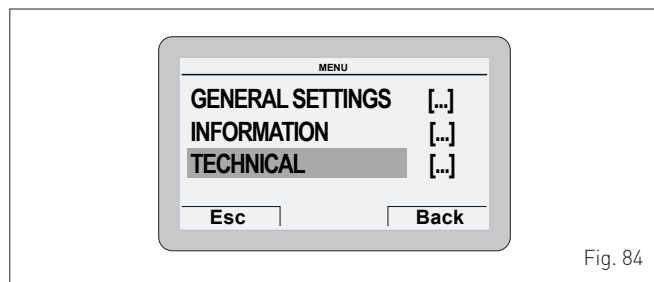 MENU
GENERAL SETTINGS [...]
INFORMATION [...]
TECHNICAL [...]
Esc Back
Fig. 84